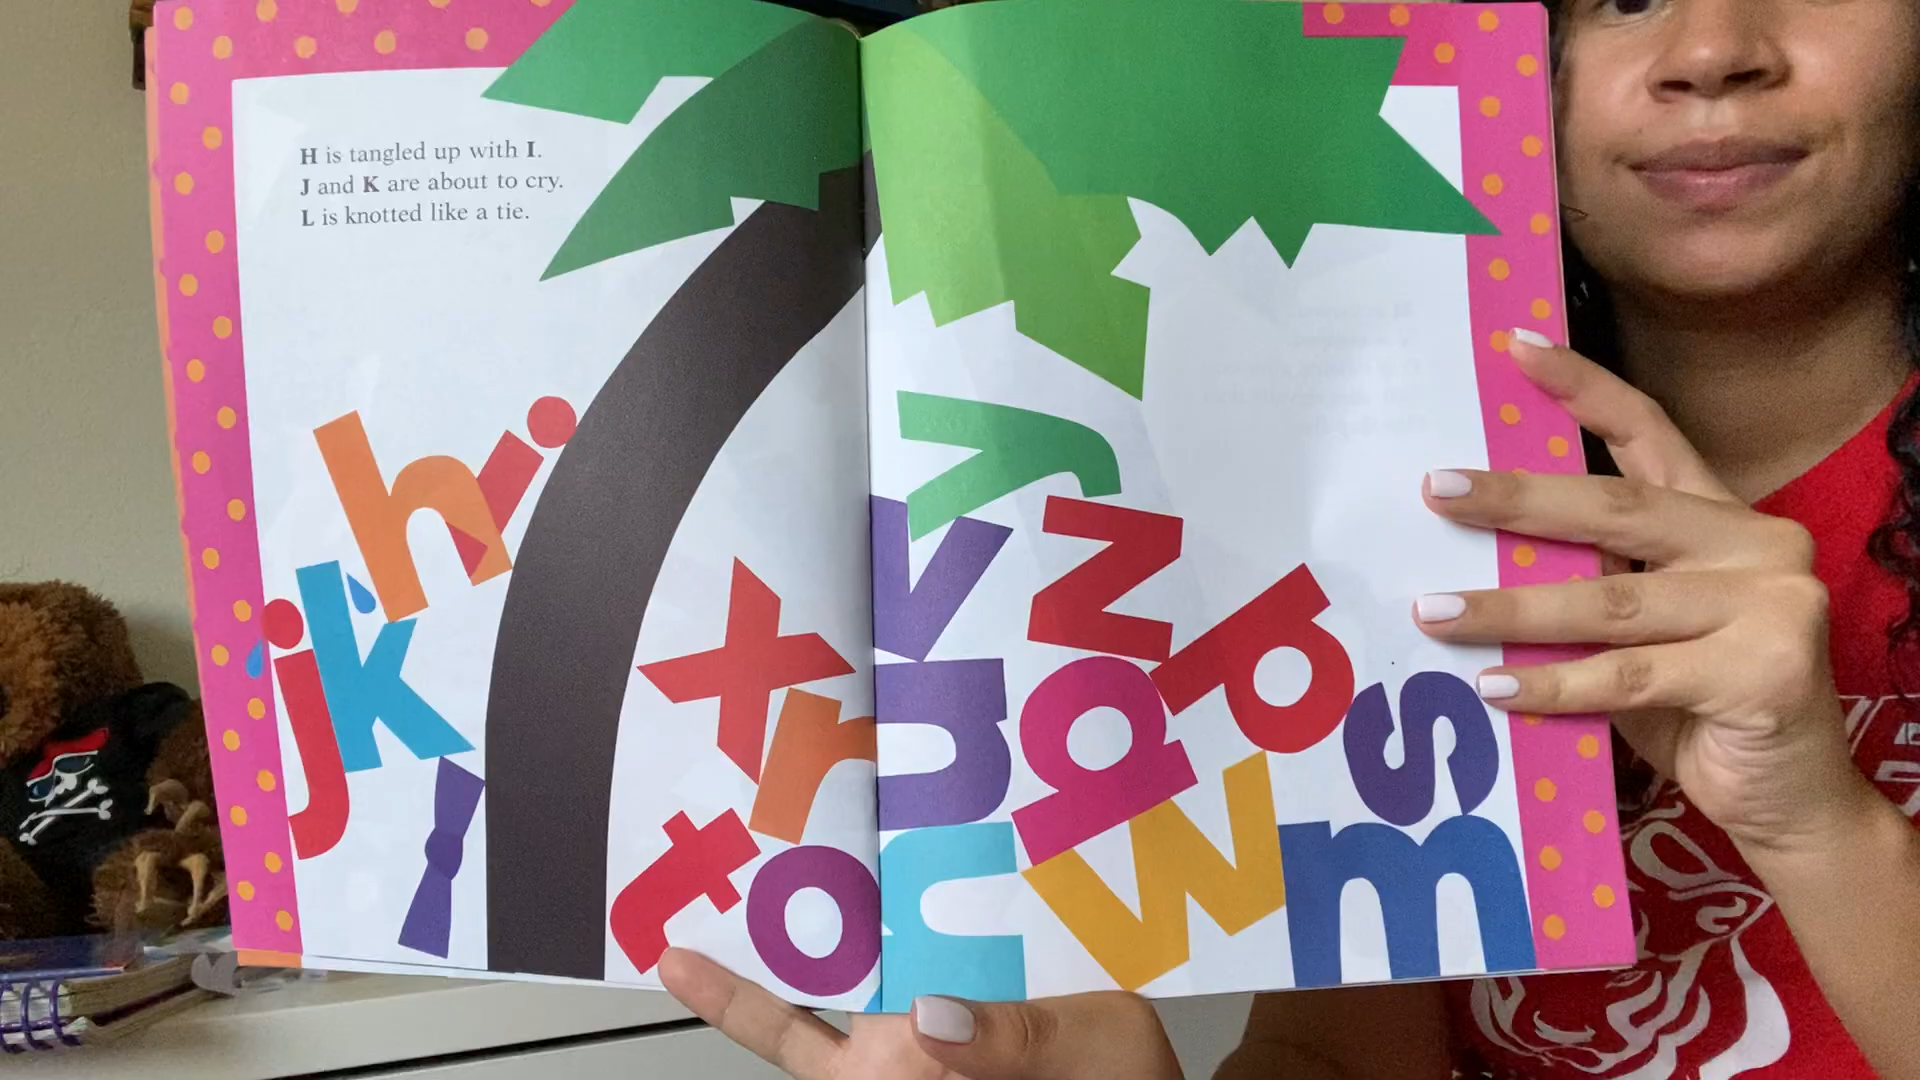 H is tangled up with I.
J and K are about to cry.
L is knotted like a tie.
h i
j k
l
y
v z
x p
r u q s
t o n w m